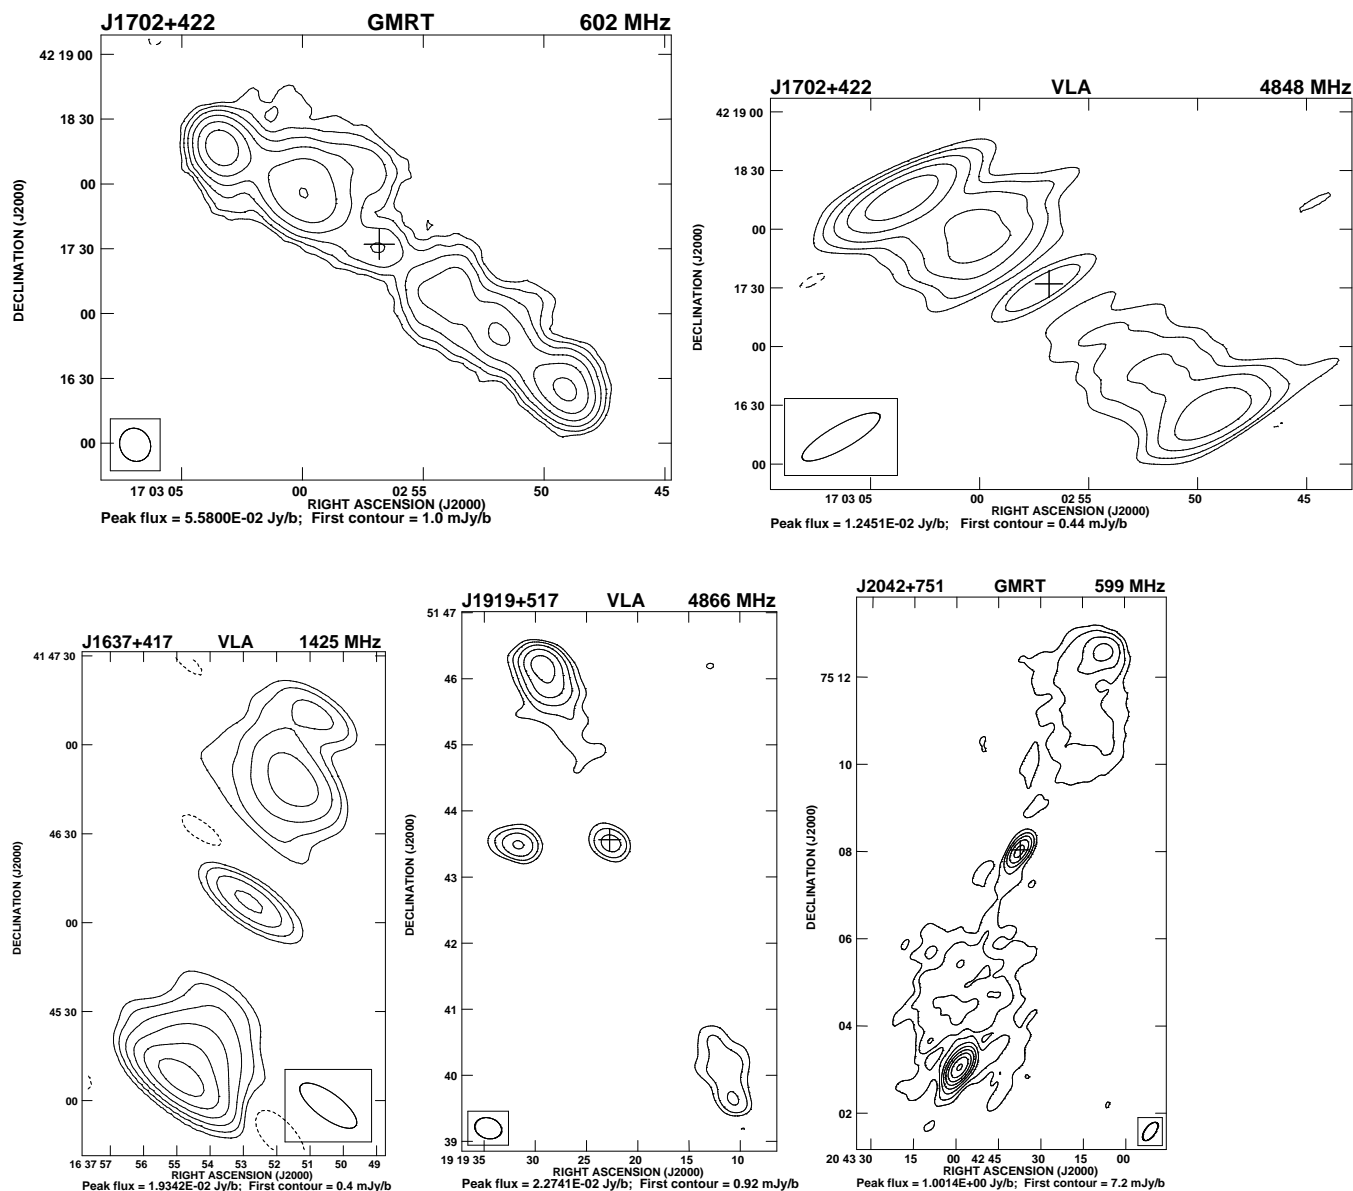 J1702+422 GMRT 602 MHz
42 19 00
18 30
00
17 30
00
16 30
00
DECLINATION (J2000)
17 03 05 00 02 55 50 45
RIGHT ASCENSION (J2000)
Peak flux = 5.5800E-02 Jy/b; First contour = 1.0 mJy/b
J1702+422 VLA 4848 MHz
42 19 00
18 30
00
17 30
00
16 30
00
DECLINATION (J2000)
17 03 05 00 02 55 50 45
RIGHT ASCENSION (J2000)
Peak flux = 1.2451E-02 Jy/b; First contour = 0.44 mJy/b
J1637+417 VLA 1425 MHz
41 47 30
00
46 30
00
45 30
00
DECLINATION (J2000)
16 37 57 56 55 54 53 52 51 50 49
RIGHT ASCENSION (J2000)
Peak flux = 1.9342E-02 Jy/b; First contour = 0.4 mJy/b
J1919+517 VLA 4866 MHz
51 47
46
45
44
43
42
41
40
39
DECLINATION (J2000)
19 19 35 30 25 20 15 10
RIGHT ASCENSION (J2000)
Peak flux = 2.2741E-02 Jy/b; First contour = 0.92 mJy/b
J2042+751 GMRT 599 MHz
75 12
10
08
06
04
02
DECLINATION (J2000)
20 43 30 15 00 42 45 30 15 00
RIGHT ASCENSION (J2000)
Peak flux = 1.0014E+00 Jy/b; First contour = 7.2 mJy/b